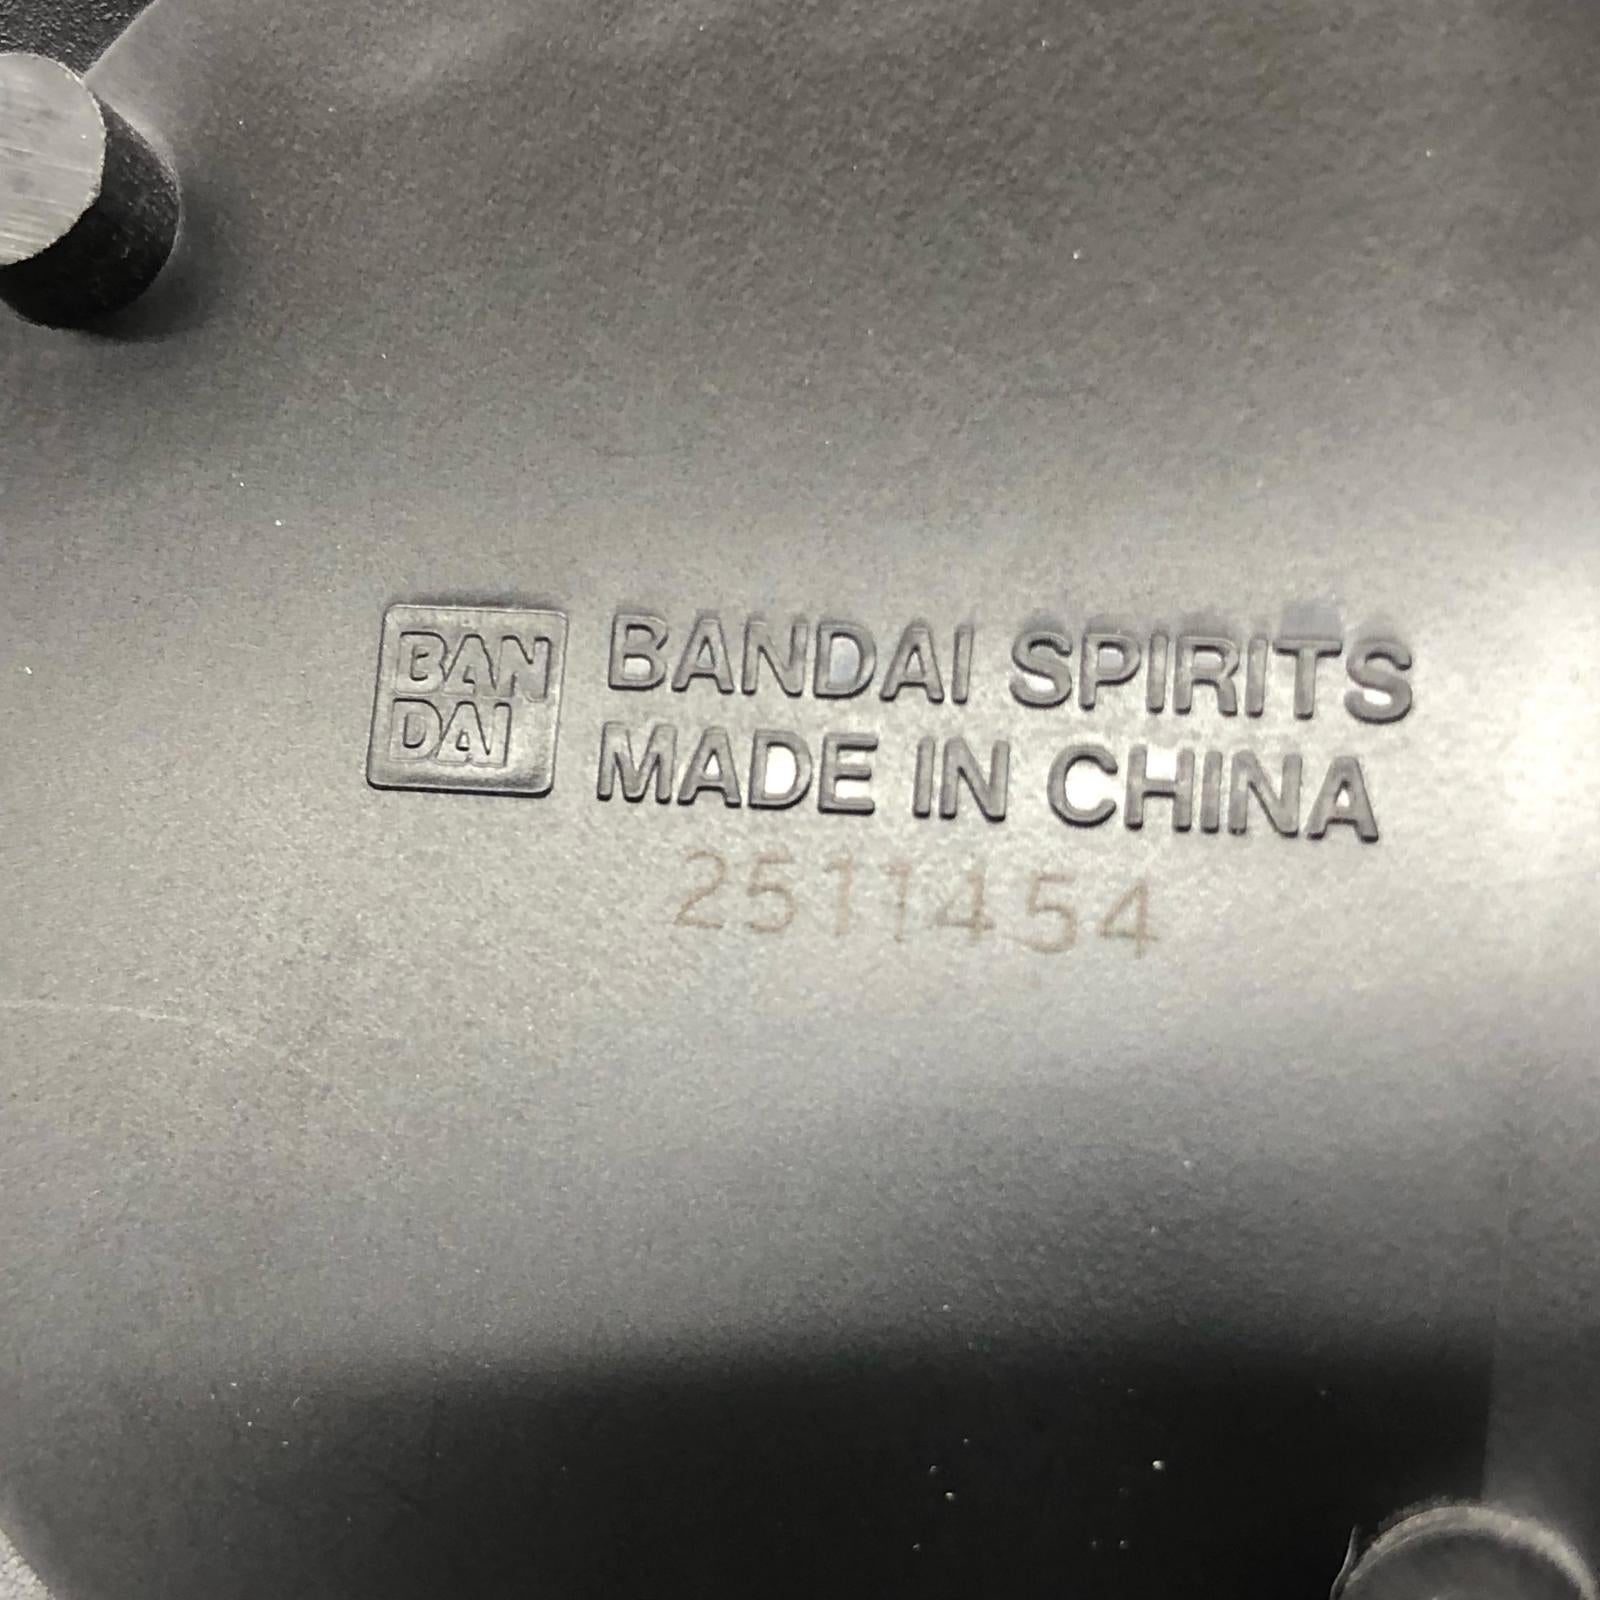 BAN
DAI
BANDAI SPIRITS
MADE IN CHINA
2511454